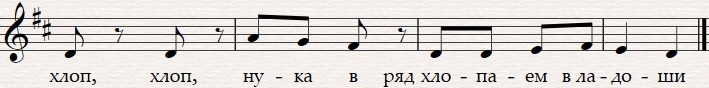 хлоп, хлоп, ну - ка в ряд хло - па - ем в ла - до - ши